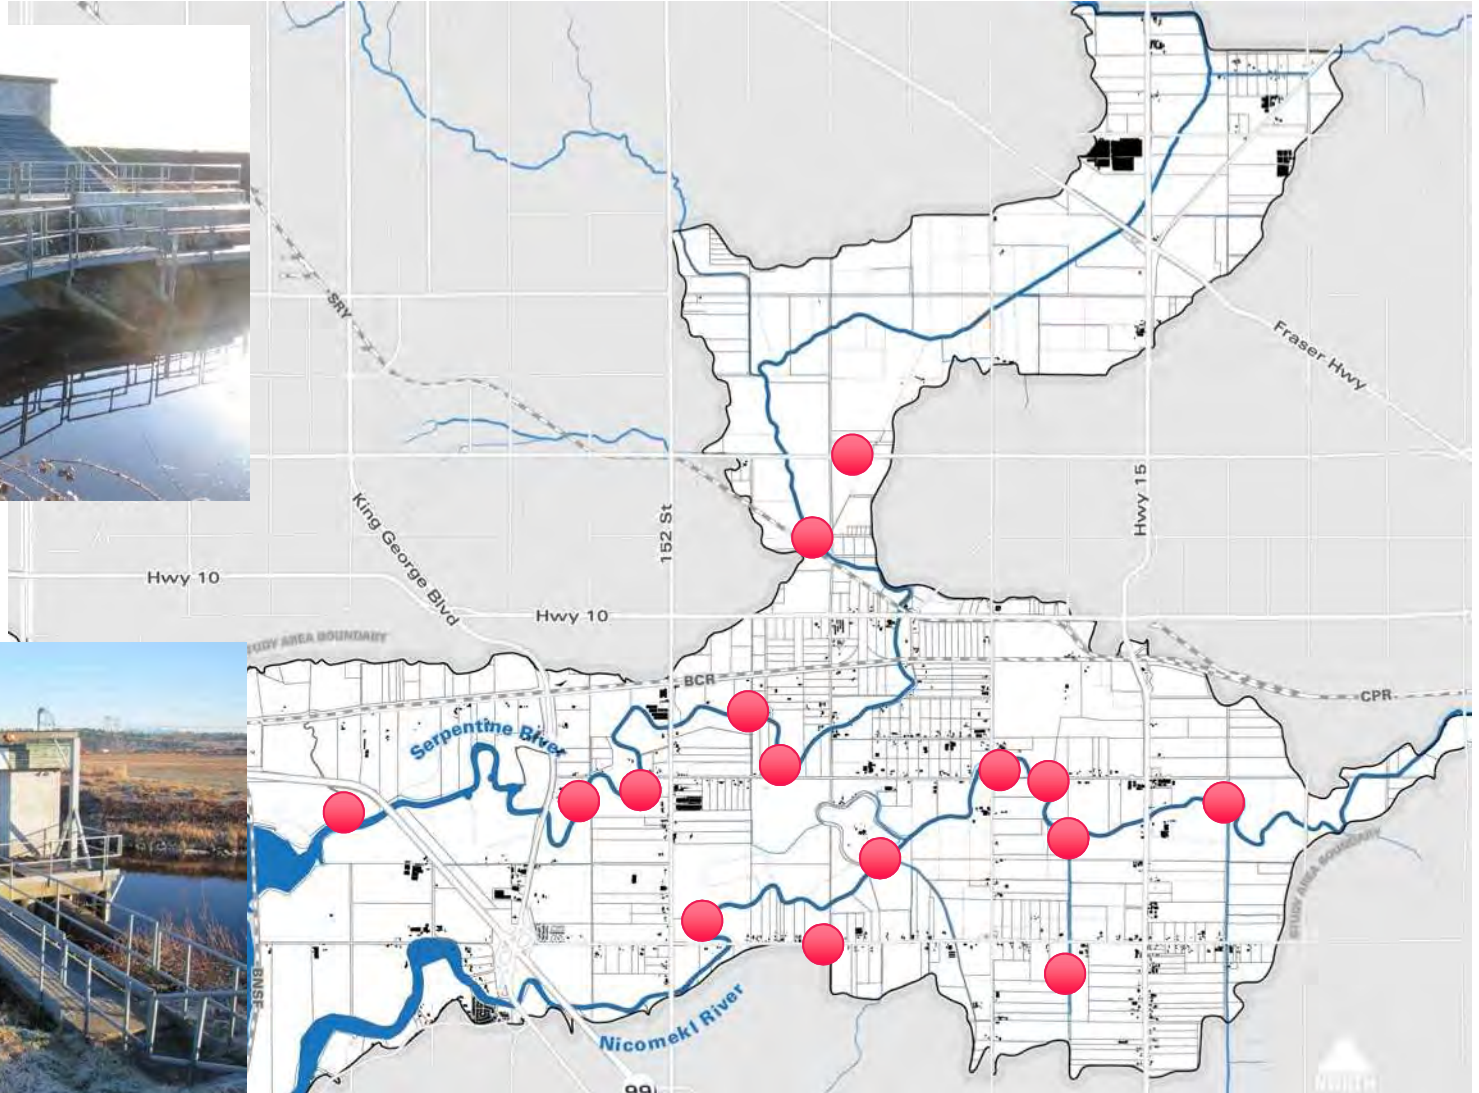 SRY
Fraser Hwy
King George Blvd
152 St
Hwy 15
Hwy 10
Hwy 10
TUDY AREA BOUNDARY
BCR
CPR
Serpentine River
STUDY AREA BOUNDARY
BNSF
Nicomekl River
99
NORTH